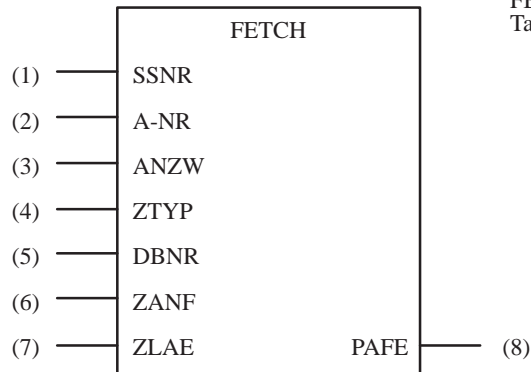 FETCH
(1) SSNR
(2) A-NR
(3) ANZW
(4) ZTYP
(5) DBNR
(6) ZANF
(7) ZLAE PAFE (8)